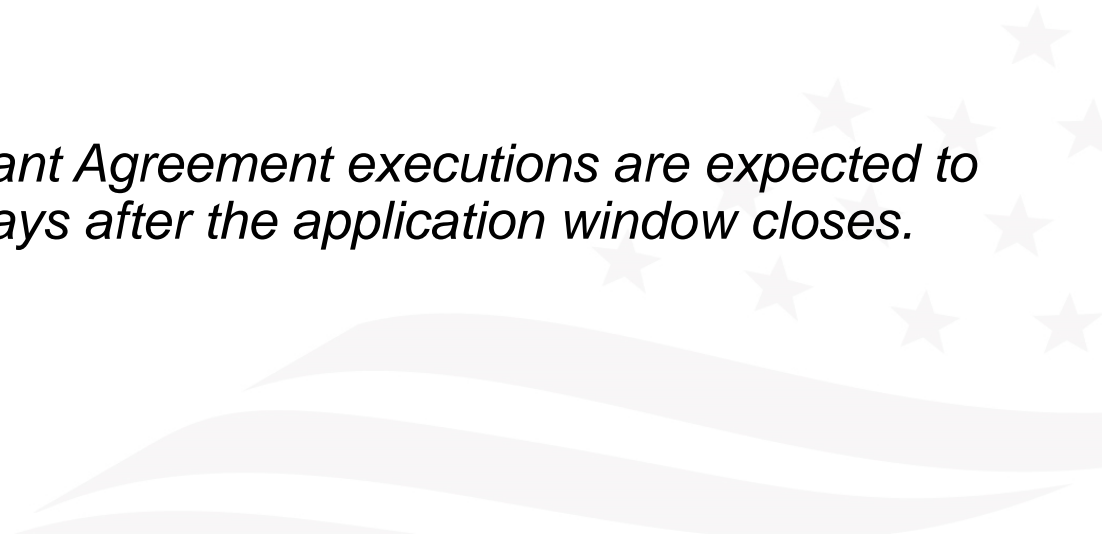 ant Agreement executions are expected to
ays after the application window closes.